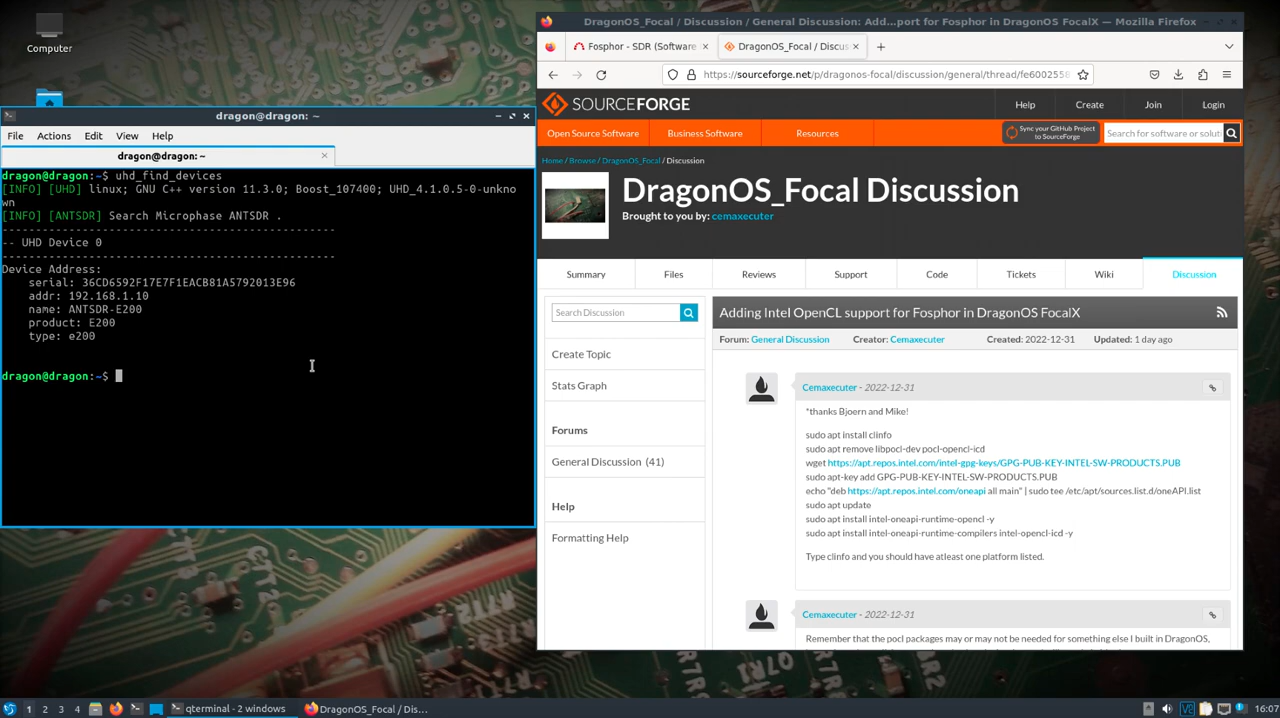 Computer
dragon@dragon: ~
File Actions Edit View Help
dragon@dragon: ~
dragon@dragon:~$ uhd_find_devices
[INFO] [UHD] linux; GNU C++ version 11.3.0; Boost_107400; UHD_4.1.0.5-0-unkno
wn
[INFO] [ANTSDR] Search Microphase ANTSDR .
--------------------------------------------------
-- UHD Device 0
--------------------------------------------------
Device Address:
serial: 36CD6592F17E7F1EACB81A5792013E96
addr: 192.168.1.10
name: ANTSDR-E200
product: E200
type: e200
dragon@dragon:~$
DragonOS_Focal / Discussion / General Discussion: Add...port for Fosphor in DragonOS FocalX — Mozilla Firefox
Fosphor - SDR (Software
DragonOS_Focal / Discus
https://sourceforge.net/p/dragonos-focal/discussion/general/thread/fe6002558
SOURCEFORGE
Help Create Join Login
Open Source Software Business Software Resources
Sync your GitHub Project
to SourceForge
Search for software or soluti
Home / Browse / DragonOS_Focal / Discussion
DragonOS_Focal Discussion
Brought to you by: cemaxecuter
Summary Files Reviews Support Code Tickets Wiki Discussion
Search Discussion
Create Topic
Stats Graph
Forums
General Discussion (41)
Help
Formatting Help
Adding Intel OpenCL support for Fosphor in DragonOS FocalX
Forum: General Discussion Creator: Cemaxecuter Created: 2022-12-31 Updated: 1 day ago
Cemaxecuter - 2022-12-31
*thanks Bjoern and Mike!
sudo apt install clinfo
sudo apt remove libpocl-dev pocl-opencl-icd
wget https://apt.repos.intel.com/intel-gpg-keys/GPG-PUB-KEY-INTEL-SW-PRODUCTS.PUB
sudo apt-key add GPG-PUB-KEY-INTEL-SW-PRODUCTS.PUB
echo "deb https://apt.repos.intel.com/oneapi all main" | sudo tee /etc/apt/sources.list.d/oneAPI.list
sudo apt update
sudo apt install intel-oneapi-runtime-opencl -y
sudo apt install intel-oneapi-runtime-compilers intel-opencl-icd -y
Type clinfo and you should have atleast one platform listed.
Cemaxecuter - 2022-12-31
Remember that the pocl packages may or may not be needed for something else I built in DragonOS,
1 2 3 4
qterminal - 2 windows
DragonOS_Focal / Dis...
16:07